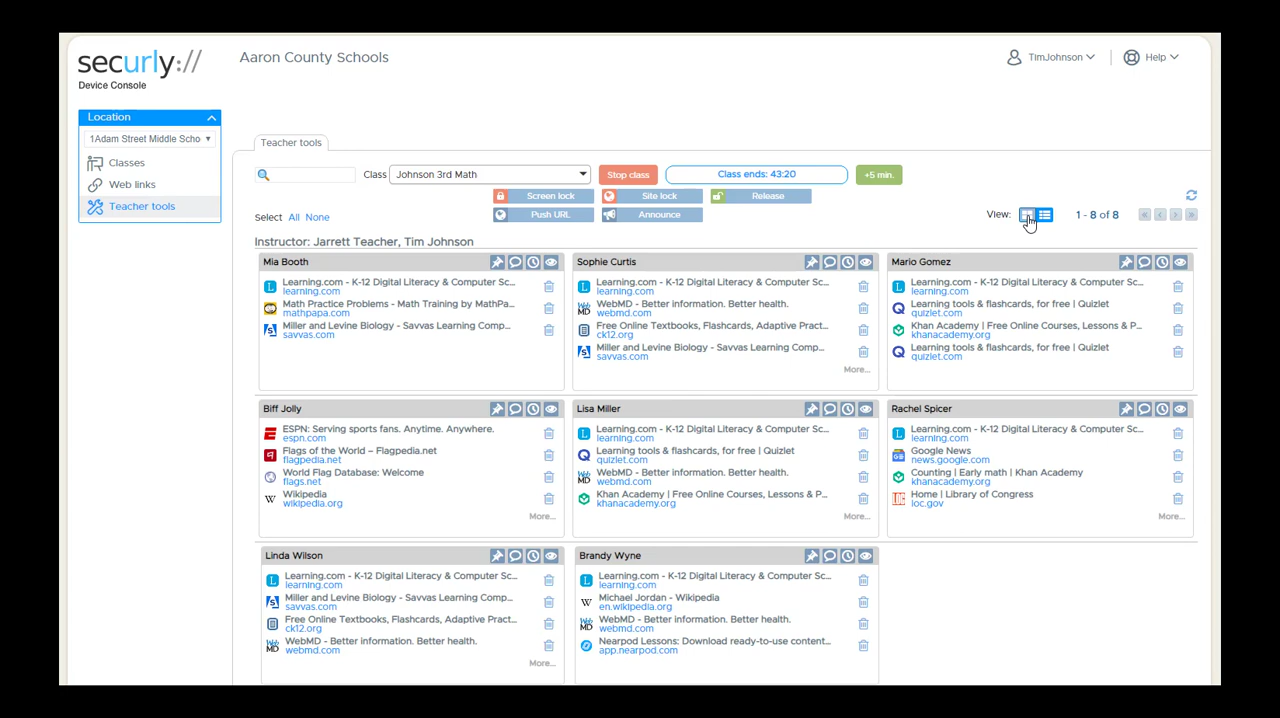 securly://
Device Console
Aaron County Schools
TimJohnson
Help
Location
1Adam Street Middle Scho
Classes
Web links
Teacher tools
Teacher tools
Class
Johnson 3rd Math
Stop class
Class ends: 43:20
+5 min.
Screen lock
Site lock
Release
Select All None
Push URL
Announce
View:
1 - 8 of 8
« ‹ › »
Instructor: Jarrett Teacher, Tim Johnson
Mia Booth
Learning.com - K-12 Digital Literacy & Computer Sc...
learning.com
Math Practice Problems - Math Training by MathPa...
mathpapa.com
Miller and Levine Biology - Savvas Learning Comp...
savvas.com
Sophie Curtis
Learning.com - K-12 Digital Literacy & Computer Sc...
learning.com
WebMD - Better information. Better health.
webmd.com
Free Online Textbooks, Flashcards, Adaptive Pract...
ck12.org
Miller and Levine Biology - Savvas Learning Comp...
savvas.com
More...
Mario Gomez
Learning.com - K-12 Digital Literacy & Computer Sc...
learning.com
Learning tools & flashcards, for free | Quizlet
quizlet.com
Khan Academy | Free Online Courses, Lessons & P...
khanacademy.org
Learning tools & flashcards, for free | Quizlet
quizlet.com
Biff Jolly
ESPN: Serving sports fans. Anytime. Anywhere.
espn.com
Flags of the World – Flagpedia.net
flagpedia.net
World Flag Database: Welcome
flags.net
Wikipedia
wikipedia.org
More...
Lisa Miller
Learning.com - K-12 Digital Literacy & Computer Sc...
learning.com
Learning tools & flashcards, for free | Quizlet
quizlet.com
WebMD - Better information. Better health.
webmd.com
Khan Academy | Free Online Courses, Lessons & P...
khanacademy.org
More...
Rachel Spicer
Learning.com - K-12 Digital Literacy & Computer Sc...
learning.com
Google News
news.google.com
Counting | Early math | Khan Academy
khanacademy.org
Home | Library of Congress
loc.gov
More...
Linda Wilson
Learning.com - K-12 Digital Literacy & Computer Sc...
learning.com
Miller and Levine Biology - Savvas Learning Comp...
savvas.com
Free Online Textbooks, Flashcards, Adaptive Pract...
ck12.org
WebMD - Better information. Better health.
webmd.com
More...
Brandy Wyne
Learning.com - K-12 Digital Literacy & Computer Sc...
learning.com
Michael Jordan - Wikipedia
en.wikipedia.org
WebMD - Better information. Better health.
webmd.com
Nearpod Lessons: Download ready-to-use content...
app.nearpod.com